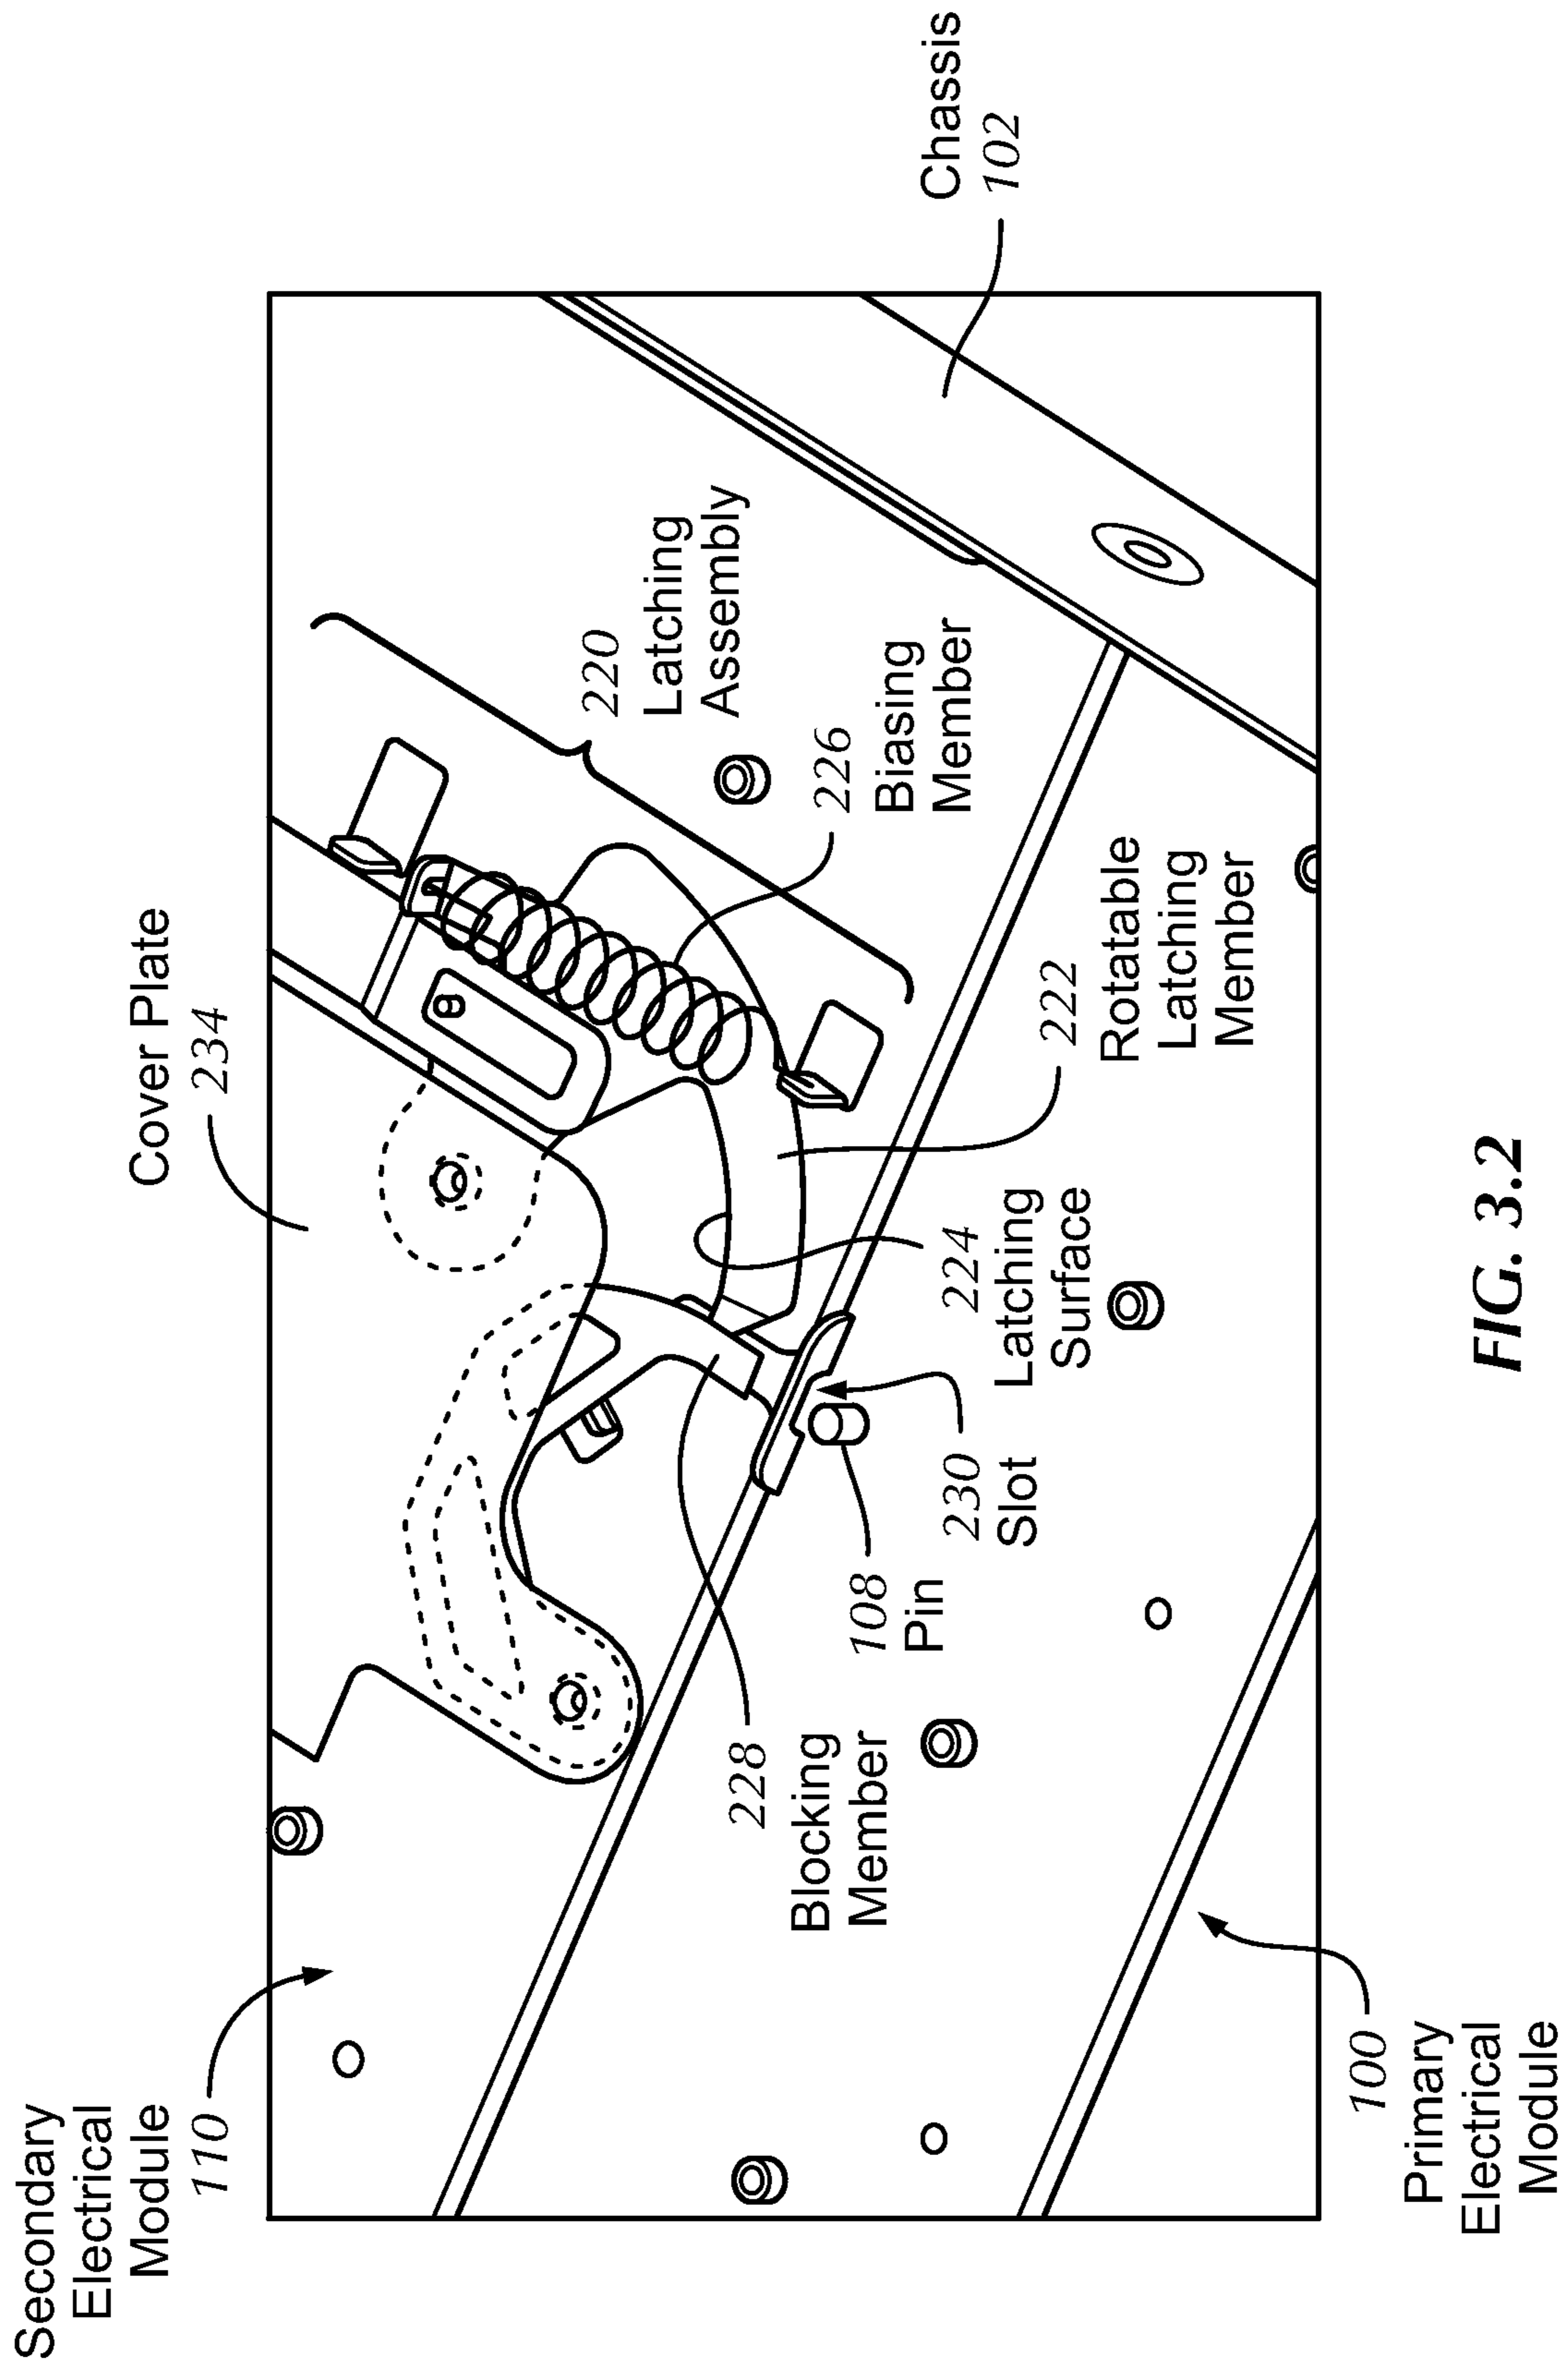 Secondary
Electrical
Module
110
Cover Plate
234
220
Latching
Assembly
226
Biasing
Member
Chassis
102
228
Blocking
Member
108
Pin
230
Slot
224
Latching
Surface
222
Rotatable
Latching
Member
100
Primary
Electrical
Module
FIG. 3.2